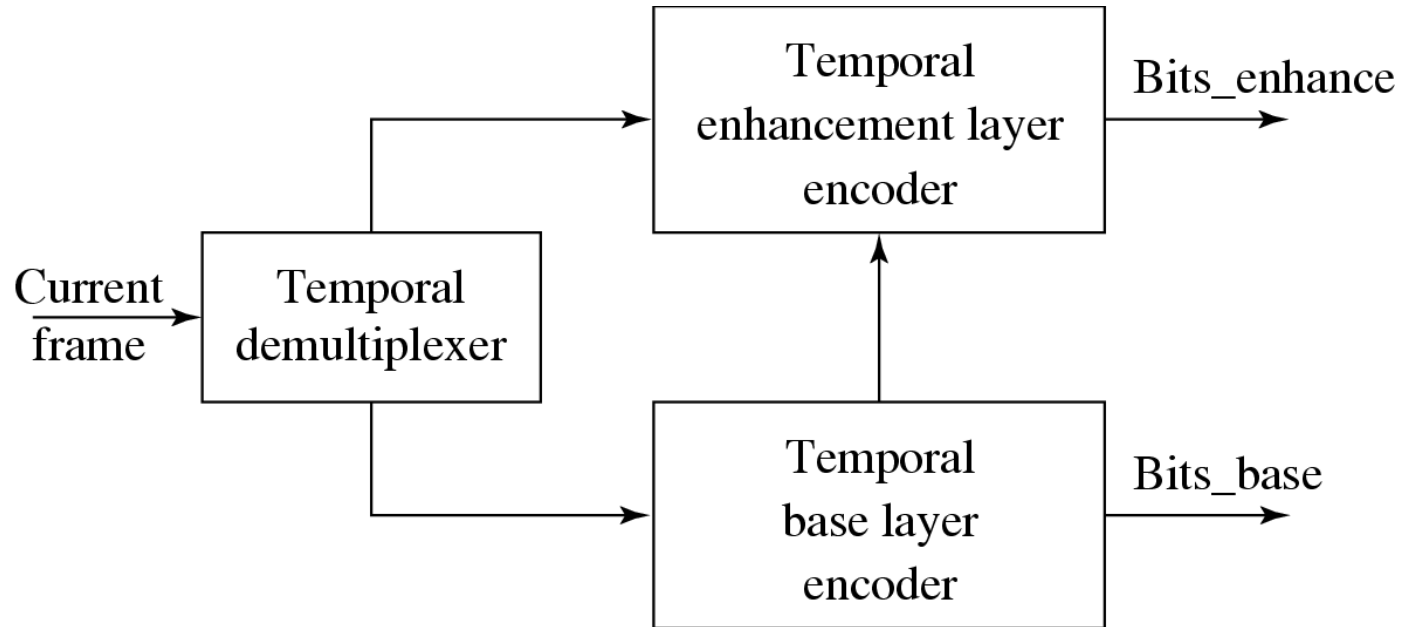 Temporal
enhancement layer
encoder
Bits_enhance
Current
frame
Temporal
demultiplexer
Temporal
base layer
encoder
Bits_base